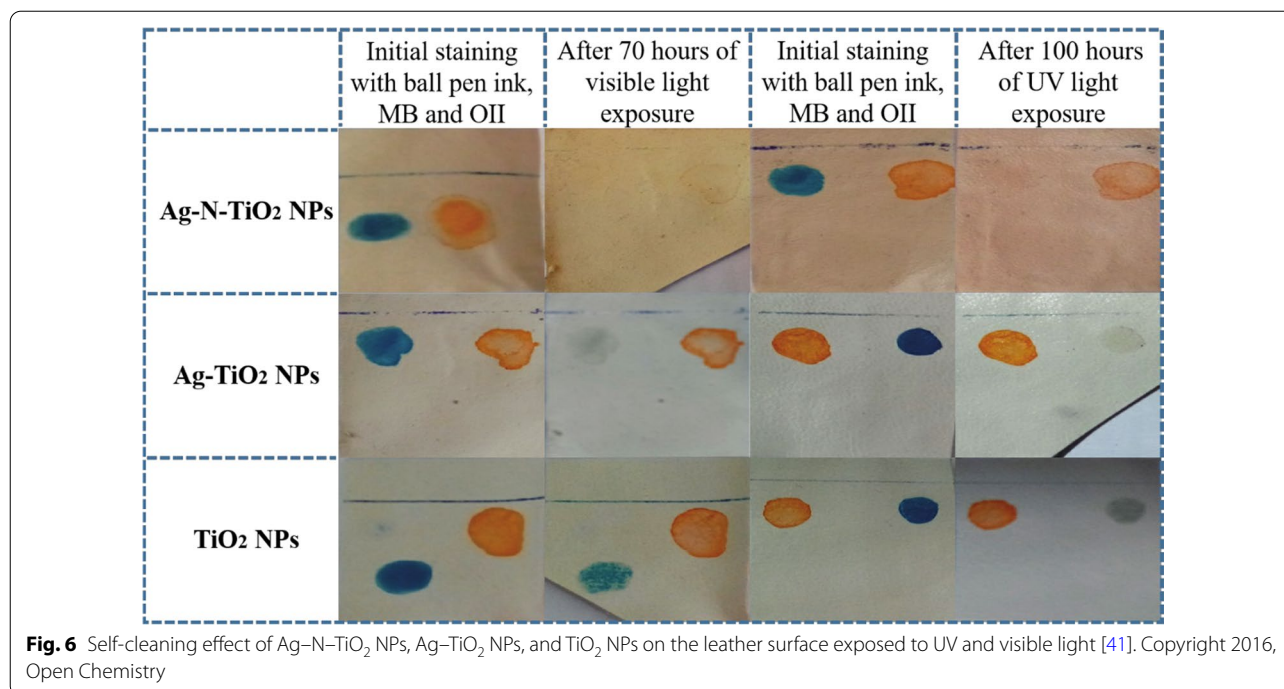 Initial staining
with ball pen ink,
MB and OII
After 70 hours of
visible light
exposure
Initial staining
with ball pen ink,
MB and OII
After 100 hours
of UV light
exposure
Ag-N-TiO₂ NPs
Ag-TiO₂ NPs
TiO₂ NPs
Fig. 6 Self-cleaning effect of Ag–N–TiO₂ NPs, Ag–TiO₂ NPs, and TiO₂ NPs on the leather surface exposed to UV and visible light [41]. Copyright 2016,
Open Chemistry